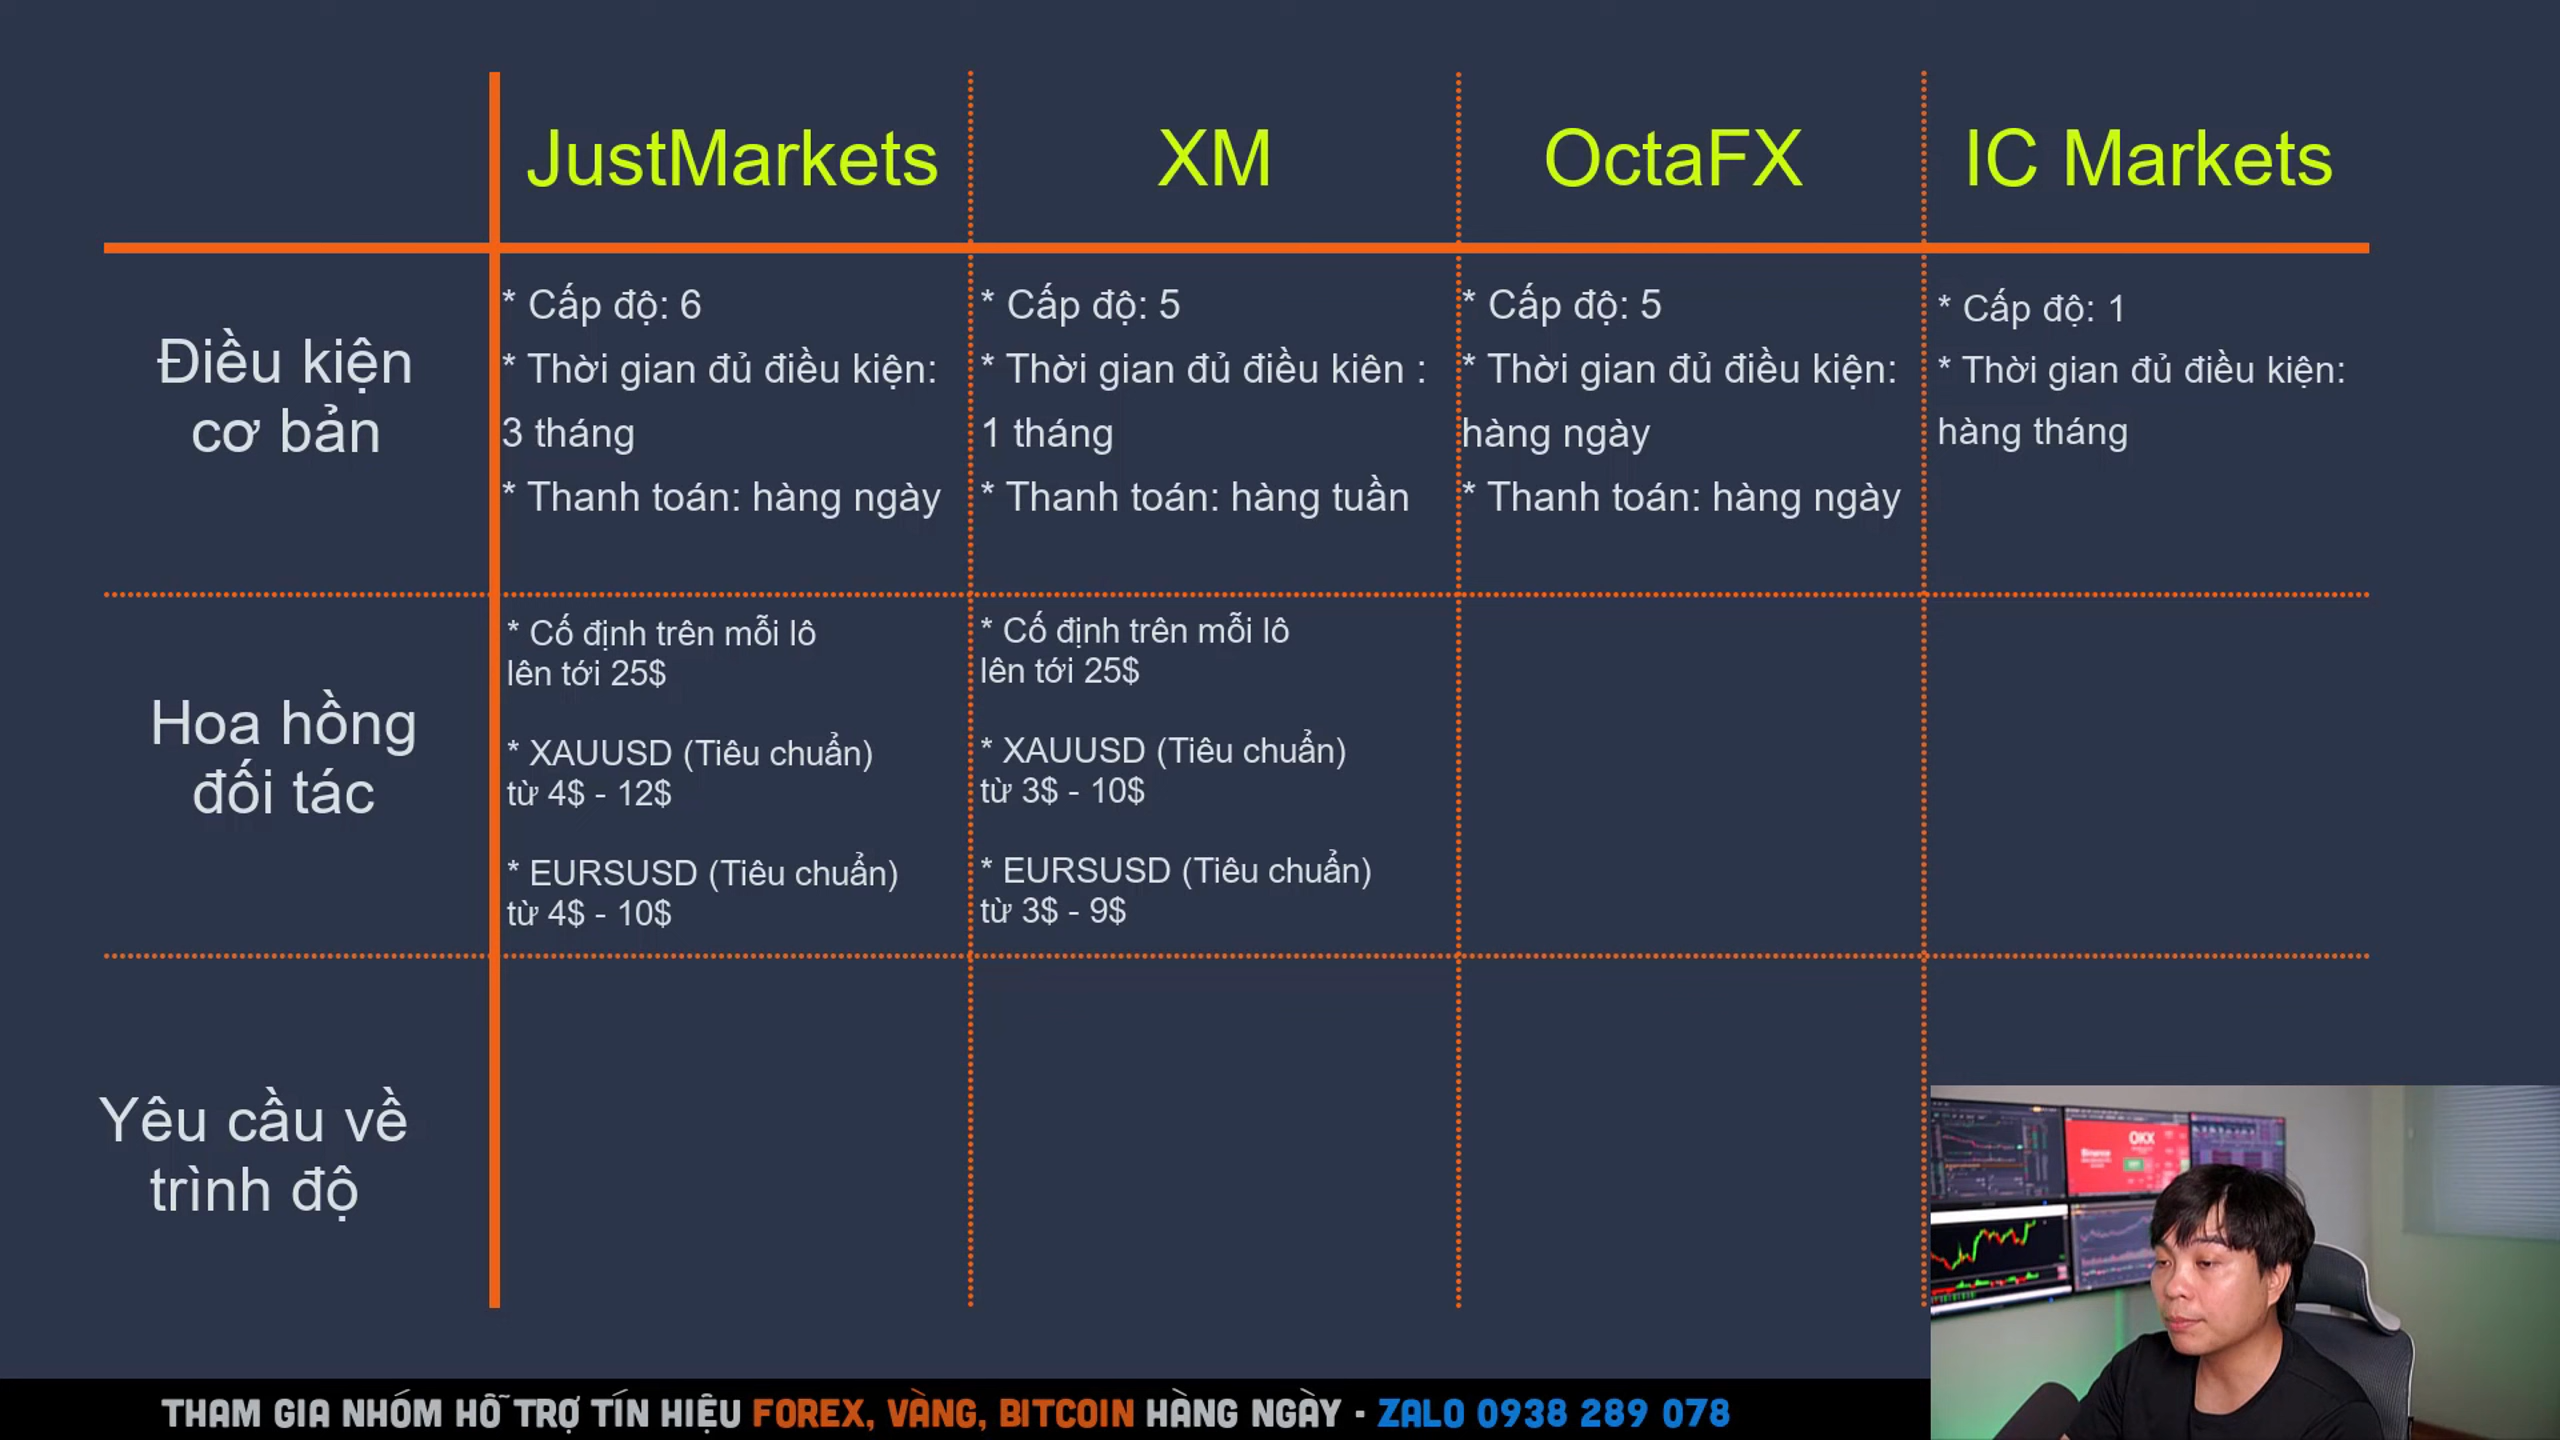 JustMarkets
XM
OctaFX
IC Markets
Điều kiện
cơ bản
* Cấp độ: 6
* Thời gian đủ điều kiện:
3 tháng
* Thanh toán: hàng ngày
* Cấp độ: 5
* Thời gian đủ điều kiên :
1 tháng
* Thanh toán: hàng tuần
* Cấp độ: 5
* Thời gian đủ điều kiện:
hàng ngày
* Thanh toán: hàng ngày
* Cấp độ: 1
* Thời gian đủ điều kiện:
hàng tháng
Hoa hồng
đối tác
* Cố định trên mỗi lô
lên tới 25$
* XAUUSD (Tiêu chuẩn)
từ 4$ - 12$
* EURSUSD (Tiêu chuẩn)
từ 4$ - 10$
* Cố định trên mỗi lô
lên tới 25$
* XAUUSD (Tiêu chuẩn)
từ 3$ - 10$
* EURSUSD (Tiêu chuẩn)
từ 3$ - 9$
Yêu cầu về
trình độ
OKX
Binance
THAM GIA NHÓM HỖ TRỢ TÍN HIỆU FOREX, VÀNG, BITCOIN HÀNG NGÀY - ZALO 0938 289 078